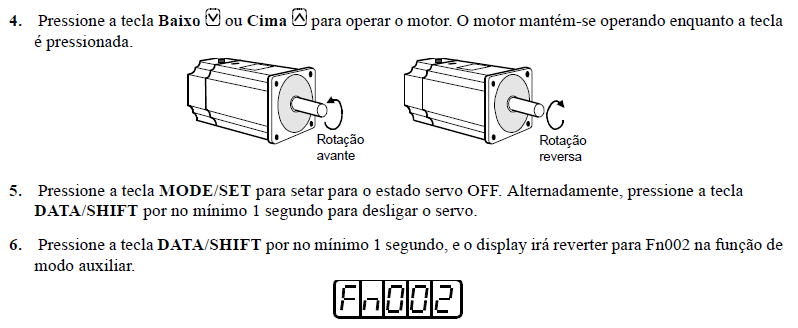 4. Pressione a tecla Baixo ou Cima para operar o motor. O motor mantém-se operando enquanto a tecla
é pressionada.
Rotação
avante
Rotação
reversa
5. Pressione a tecla MODE/SET para setar para o estado servo OFF. Alternadamente, pressione a tecla
DATA/SHIFT por no mínimo 1 segundo para desligar o servo.
6. Pressione a tecla DATA/SHIFT por no mínimo 1 segundo, e o display irá reverter para Fn002 na função de
modo auxiliar.
Fn002